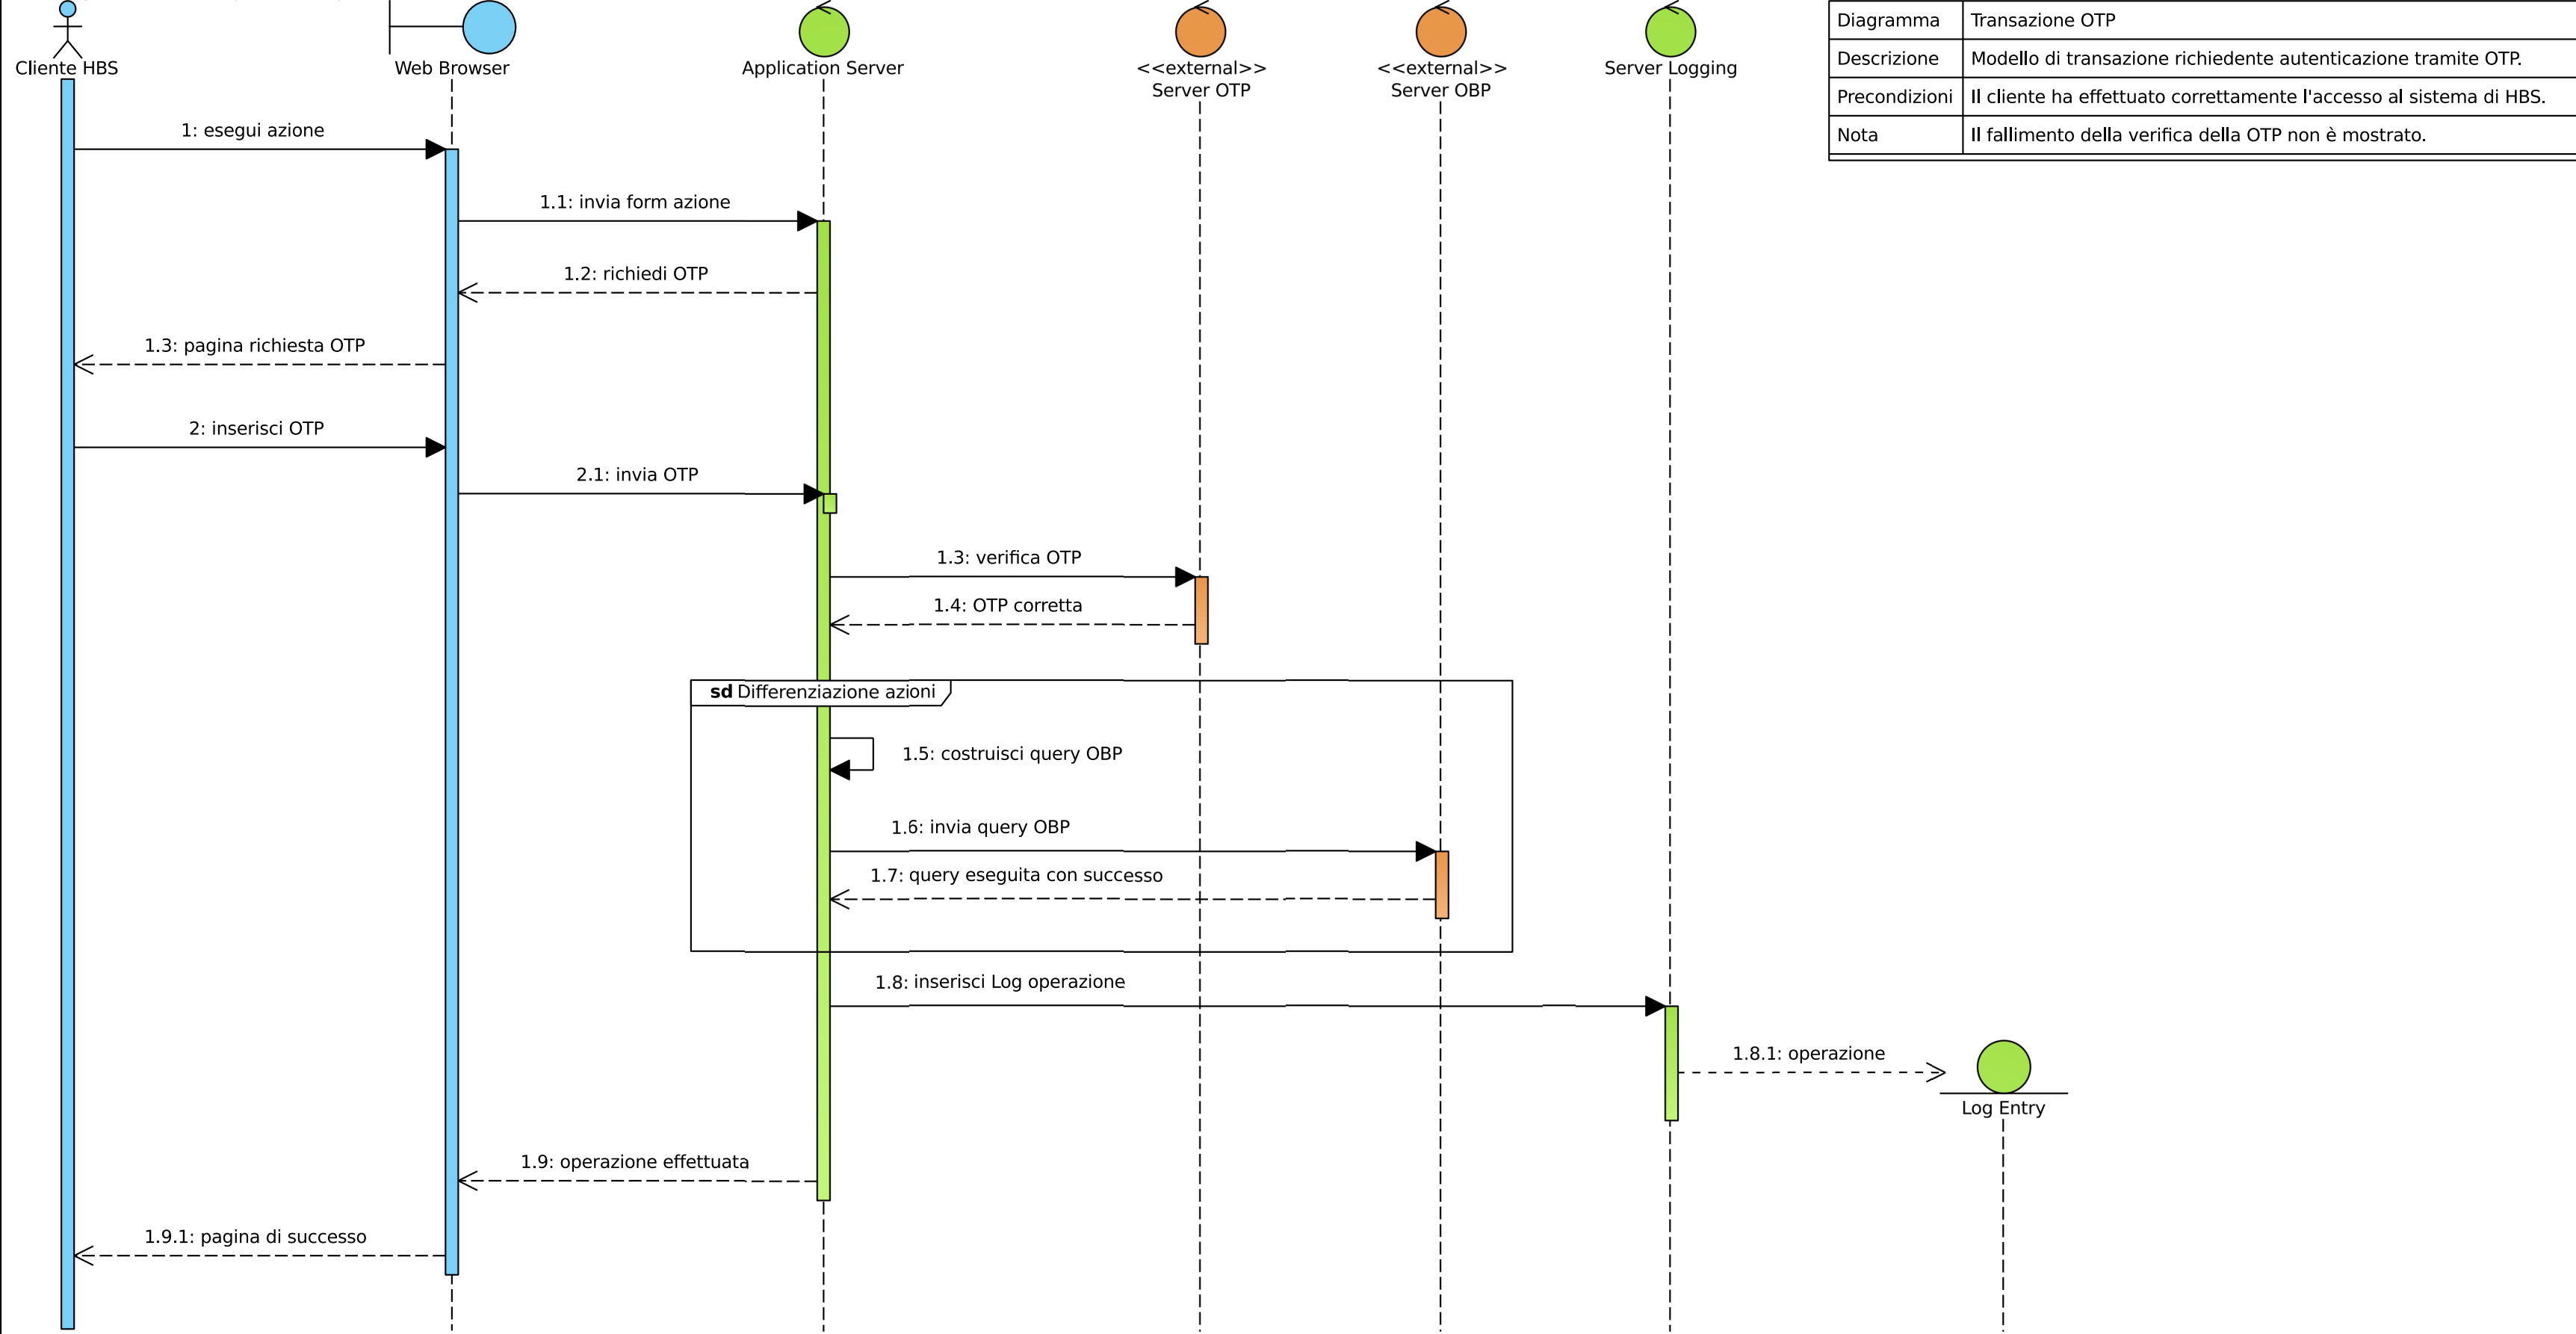 Cliente HBS
Web Browser
Application Server
<<external>>
Server OTP
<<external>>
Server OBP
Server Logging
Diagramma Transazione OTP
Descrizione Modello di transazione richiedente autenticazione tramite OTP.
Precondizioni Il cliente ha effettuato correttamente l'accesso al sistema di HBS.
Nota Il fallimento della verifica della OTP non è mostrato.
1: esegui azione
1.1: invia form azione
1.2: richiedi OTP
1.3: pagina richiesta OTP
2: inserisci OTP
2.1: invia OTP
1.3: verifica OTP
1.4: OTP corretta
sd Differenziazione azioni
1.5: costruisci query OBP
1.6: invia query OBP
1.7: query eseguita con successo
1.8: inserisci Log operazione
1.8.1: operazione
Log Entry
1.9: operazione effettuata
1.9.1: pagina di successo